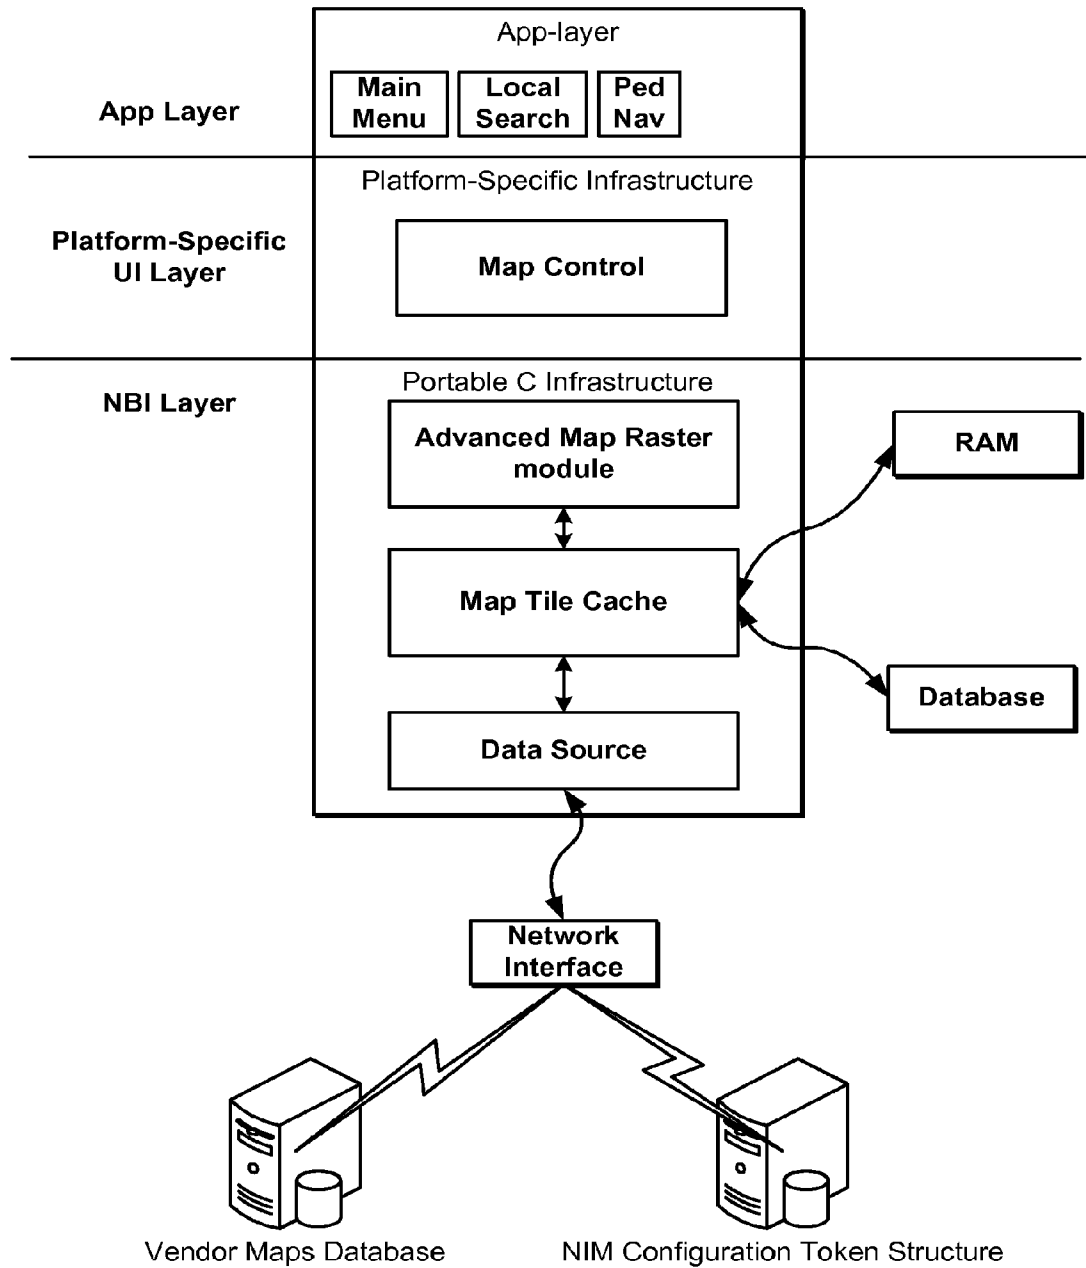 App-layer
Main
Menu
Local
Search
Ped
Nav
App Layer
Platform-Specific Infrastructure
Platform-Specific
UI Layer
Map Control
Portable C Infrastructure
NBI Layer
Advanced Map Raster
module
RAM
Map Tile Cache
Database
Data Source
Network
Interface
Vendor Maps Database
NIM Configuration Token Structure